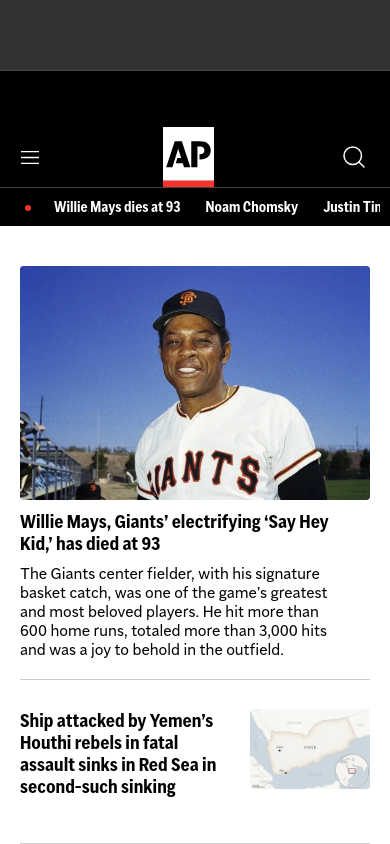 AP
Willie Mays dies at 93 Noam Chomsky Justin Tim
SF
GIANTS
Willie Mays, Giants’ electrifying ‘Say Hey
Kid,’ has died at 93
The Giants center fielder, with his signature
basket catch, was one of the game’s greatest
and most beloved players. He hit more than
600 home runs, totaled more than 3,000 hits
and was a joy to behold in the outfield.
Ship attacked by Yemen’s
Houthi rebels in fatal
assault sinks in Red Sea in
second-such sinking